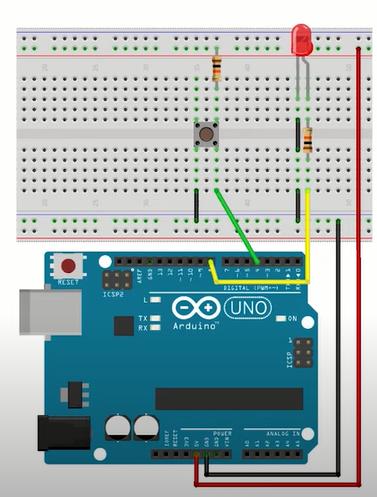 RESET
ICSP2
AREF
GND
13
12
~11
~10
~9
8
7
~6
~5
4
~3
2
TX▶1
RX◀0
DIGITAL (PWM~)
L
TX
RX
UNO
Arduino™
ON
ICSP
1
IOREF
RESET
3V3
5V
GND
GND
VIN
POWER
ANALOG IN
A0
A1
A2
A3
A4
A5